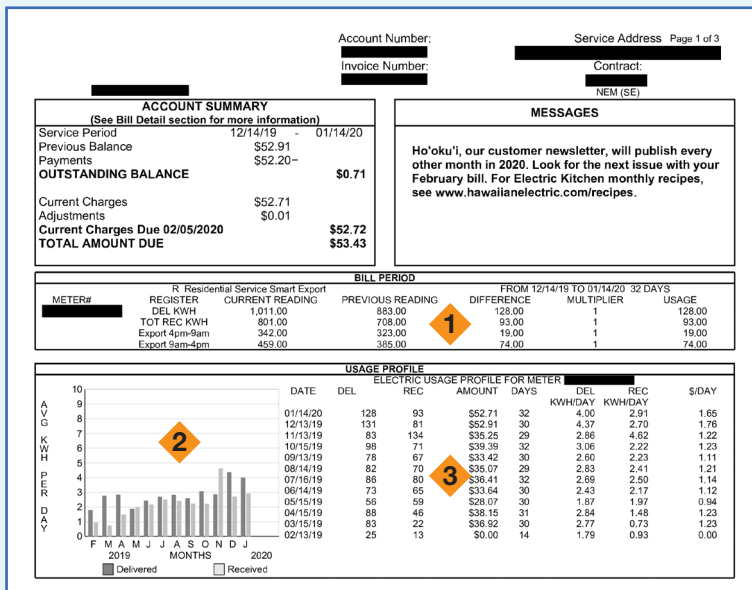 Account Number: Service Address Page 1 of 3
Invoice Number: Contract:
NEM (SE)
ACCOUNT SUMMARY
(See Bill Detail section for more information)
Service Period 12/14/19 - 01/14/20
Previous Balance $52.91
Payments $52.20-
OUTSTANDING BALANCE $0.71
Current Charges $52.71
Adjustments $0.01
Current Charges Due 02/05/2020 $52.72
TOTAL AMOUNT DUE $53.43
MESSAGES
Ho'oku'i, our customer newsletter, will publish every
other month in 2020. Look for the next issue with your
February bill. For Electric Kitchen monthly recipes,
see www.hawaiianelectric.com/recipes.
BILL PERIOD
R Residential Service Smart Export FROM 12/14/19 TO 01/14/20 32 DAYS
METER# REGISTER CURRENT READING PREVIOUS READING DIFFERENCE MULTIPLIER USAGE
DEL KWH 1,011.00 883.00 128.00 1 128.00
TOT REC KWH 801.00 708.00 93.00 1 93.00
Export 4pm-9am 342.00 323.00 19.00 1 19.00
Export 9am-4pm 459.00 385.00 74.00 1 74.00
1
USAGE PROFILE
ELECTRIC USAGE PROFILE FOR METER
AVG KWH PER DAY
10
9
8
7
6
5
4
3
2
1
0
F M A M J J A S O N D J
2019 MONTHS 2020
Delivered Received
2
DATE DEL REC AMOUNT DAYS DEL REC $/DAY
KWH/DAY KWH/DAY
01/14/20 128 93 $52.71 32 4.00 2.91 1.65
12/13/19 131 81 $52.91 30 4.37 2.70 1.76
11/13/19 83 134 $35.25 29 2.86 4.62 1.22
10/15/19 98 71 $39.39 32 3.06 2.22 1.23
09/13/19 78 67 $33.42 30 2.60 2.23 1.11
08/14/19 82 70 $35.07 29 2.83 2.41 1.21
07/16/19 86 80 $36.41 32 2.69 2.50 1.14
06/14/19 73 65 $33.64 30 2.43 2.17 1.12
05/15/19 56 59 $28.07 30 1.87 1.97 0.94
04/15/19 88 46 $38.15 31 2.84 1.48 1.23
03/15/19 83 22 $36.92 30 2.77 0.73 1.23
02/13/19 25 13 $0.00 14 1.79 0.93 0.00
3